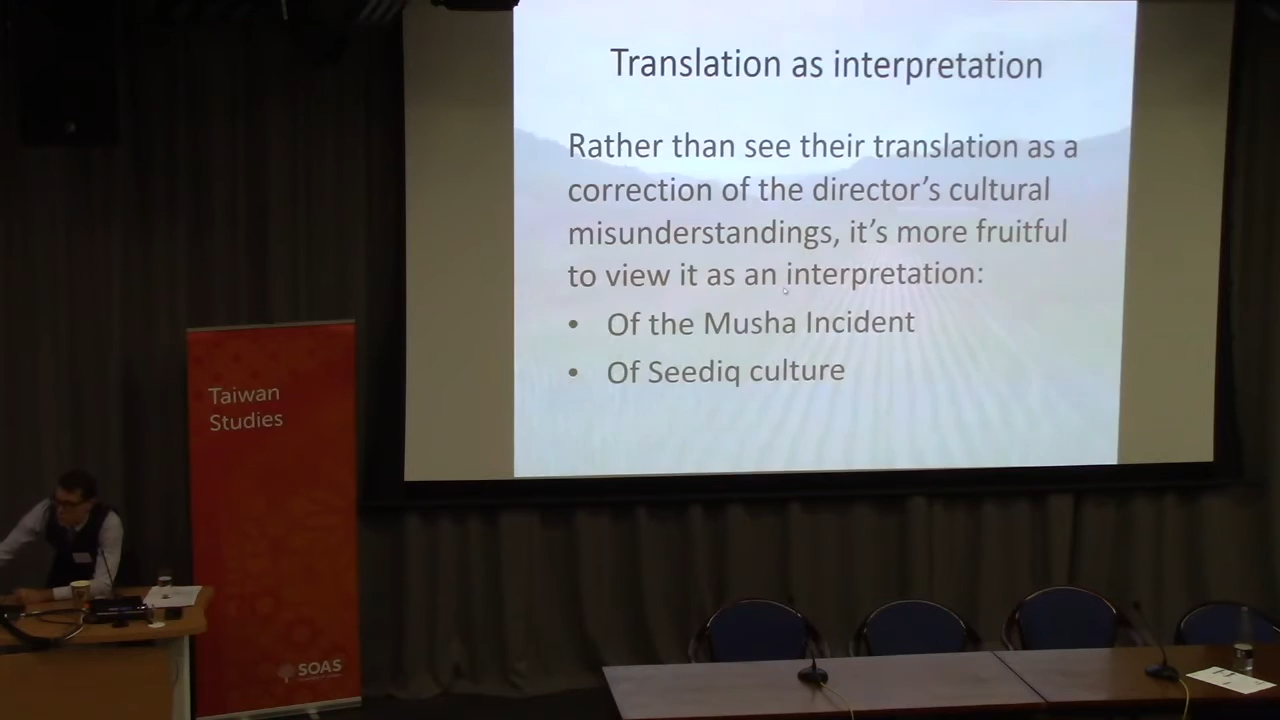 Translation as interpretation
Rather than see their translation as a
correction of the director’s cultural
misunderstandings, it’s more fruitful
to view it as an interpretation:
• Of the Musha Incident
• Of Seediq culture
Taiwan
Studies
SOAS